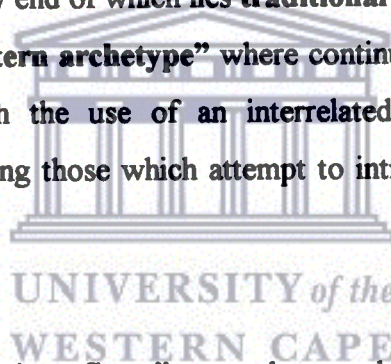 y end of which lies traditional
tern archetype” where continu
h the use of an interrelated
ng those which attempt to int
UNIVERSITY of the
WESTERN CAPE